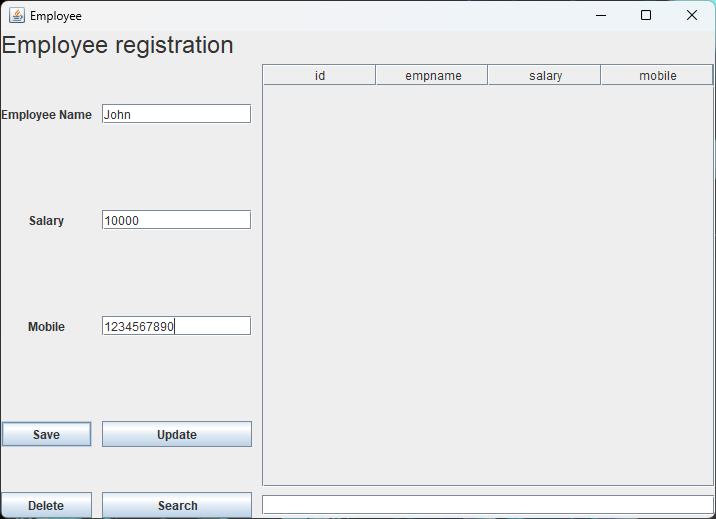 Employee
Employee registration
id empname salary mobile
Employee Name John
Salary 10000
Mobile 1234567890
Save Update
Delete Search